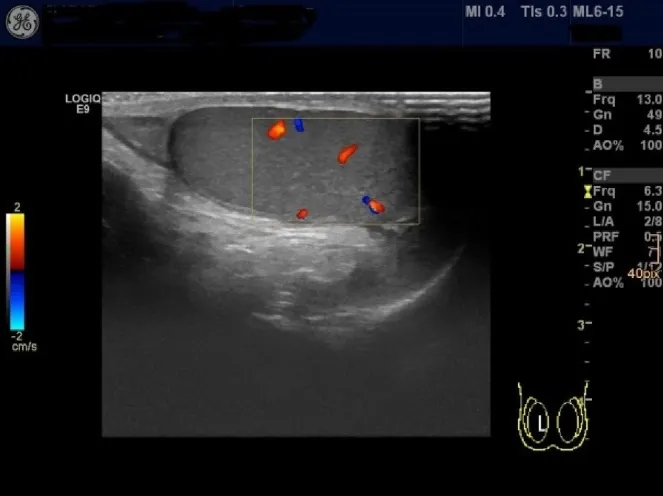 MI 0.4 TIs 0.3 ML6-15
FR 10
LOGIQ
E9
B
Frq 13.0
Gn 49
D 4.5
AO% 100
CF
Frq 6.3
Gn 15.0
L/A 2/8
PRF
WF
S/P
AO% 100
40pix
1
2
3
4
2
-2
cm/s
L